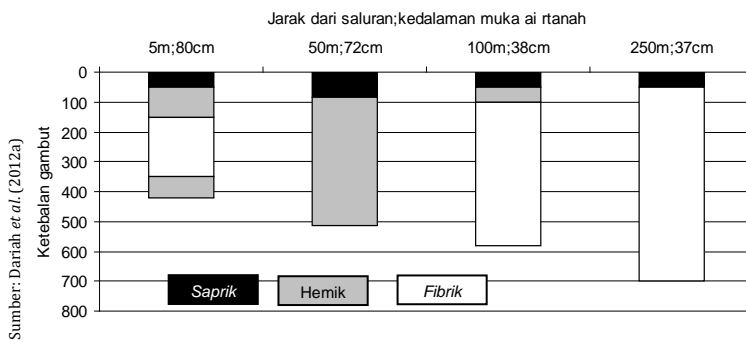 Jarak dari saluran;kedalaman muka ai rtanah
5m;80cm 50m;72cm 100m;38cm 250m;37cm
0
100
200
300
400
500
600
700
800
Ketebalan gambut
Sumber: Dariah et al. (2012a)
Saprik Hemik Fibrik